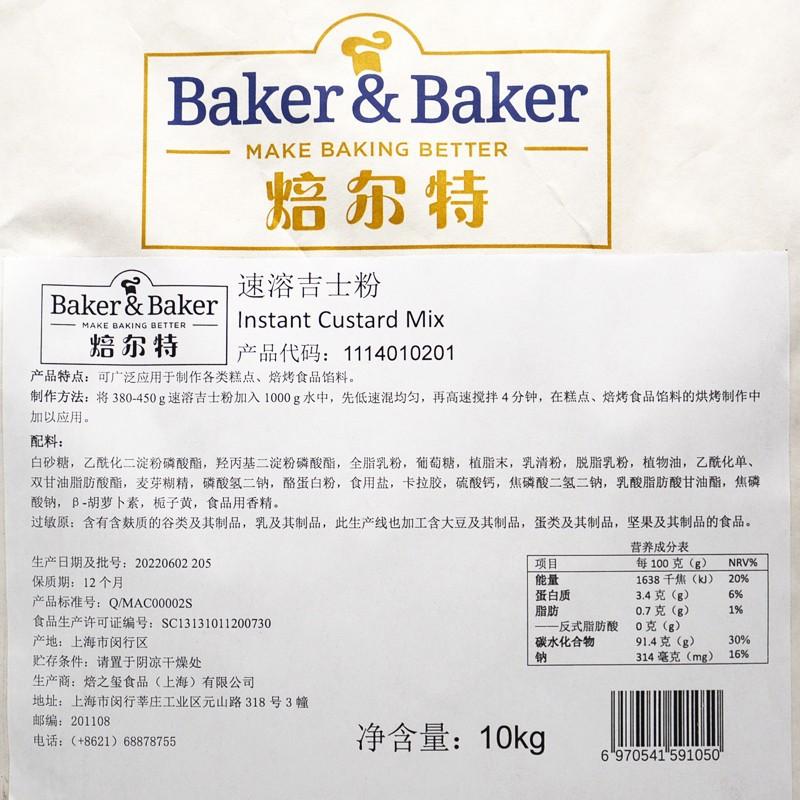 Baker & Baker
MAKE BAKING BETTER
焙尔特
Baker & Baker
MAKE BAKING BETTER
焙尔特
速溶吉士粉
Instant Custard Mix
产品代码：1114010201
产品特点：可广泛应用于制作各类糕点、焙烤食品馅料。
制作方法：将 380-450 g 速溶吉士粉加入 1000 g 水中，先低速混均匀，再高速搅拌 4 分钟，在糕点、焙烤食品馅料的烘烤制作中
加以应用。
配料：
白砂糖，乙酰化二淀粉磷酸酯，羟丙基二淀粉磷酸酯，全脂乳粉，葡萄糖，植脂末，乳清粉，脱脂乳粉，植物油，乙酰化单、
双甘油脂肪酸酯，麦芽糊精，磷酸氢二钠，酪蛋白粉，食用盐，卡拉胶，硫酸钙，焦磷酸二氢二钠，乳酸脂肪酸甘油酯，焦磷
酸钠，β-胡萝卜素，栀子黄，食品用香精。
过敏原：含有含麸质的谷类及其制品，乳及其制品，此生产线也加工含大豆及其制品，蛋类及其制品，坚果及其制品的食品。
生产日期及批号：20220602 205
保质期：12 个月
产品标准号：Q/MAC00002S
食品生产许可证编号：SC13131011200730
产地：上海市闵行区
贮存条件：请置于阴凉干燥处
生产商：焙之玺食品（上海）有限公司
地址：上海市闵行莘庄工业区元山路 318 号 3 幢
邮编：201108
电话：（+8621）68878755
营养成分表
项目 每 100 克（g） NRV%
能量 1638 千焦（kJ） 20%
蛋白质 3.4 克（g） 6%
脂肪 0.7 克（g） 1%
——反式脂肪酸 0 克（g）
碳水化合物 91.4 克（g） 30%
钠 314 毫克（mg） 16%
净含量：10kg
6 970541 591050